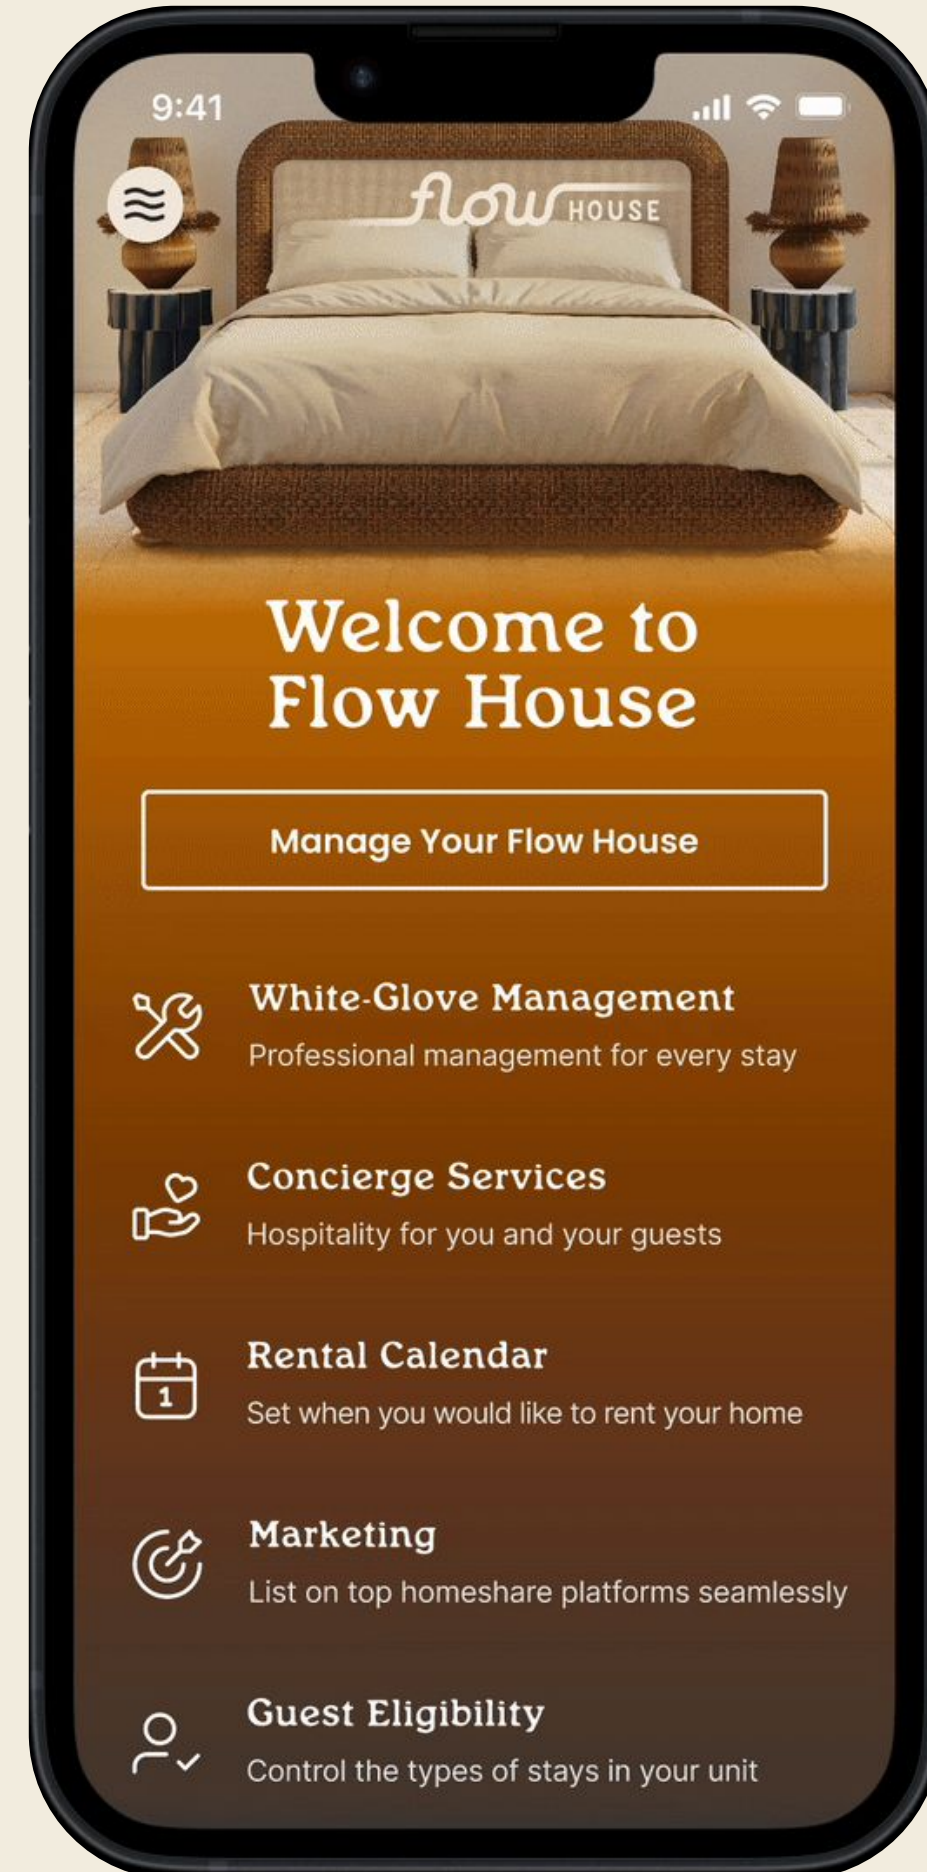 9:41
flow HOUSE
Welcome to
Flow House
Manage Your Flow House
White-Glove Management
Professional management for every stay
Concierge Services
Hospitality for you and your guests
1
Rental Calendar
Set when you would like to rent your home
Marketing
List on top homeshare platforms seamlessly
Guest Eligibility
Control the types of stays in your unit